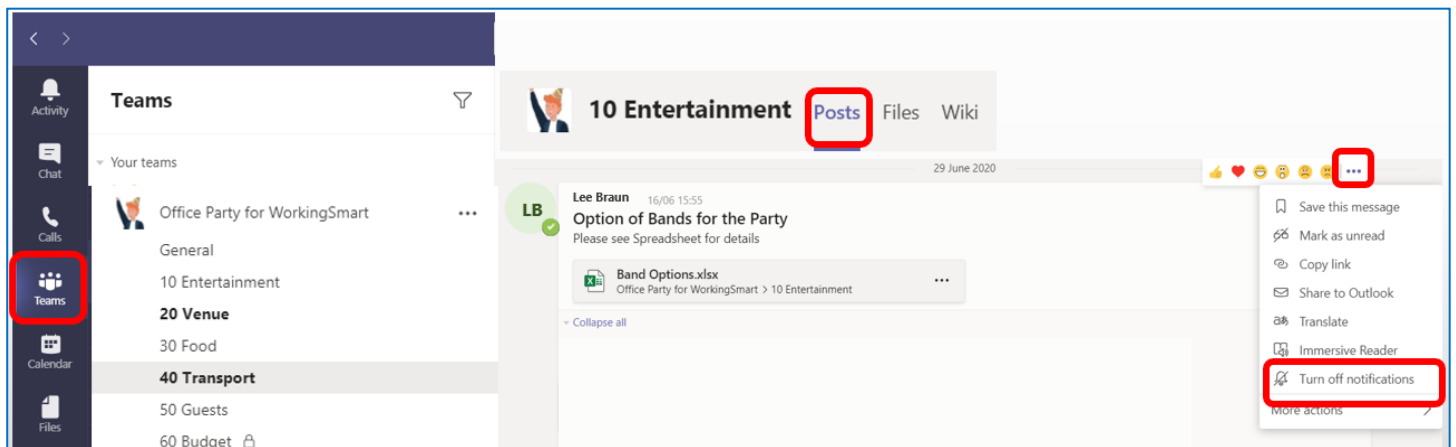 Activity
Chat
Calls
Teams
Calendar
Files
Teams
Your teams
Office Party for WorkingSmart
General
10 Entertainment
20 Venue
30 Food
40 Transport
50 Guests
60 Budget
10 Entertainment Posts Files Wiki
29 June 2020
LB
Lee Braun 16/06 15:55
Option of Bands for the Party
Please see Spreadsheet for details
Band Options.xlsx
Office Party for WorkingSmart > 10 Entertainment
Collapse all
Save this message
Mark as unread
Copy link
Share to Outlook
Translate
Immersive Reader
Turn off notifications
More actions